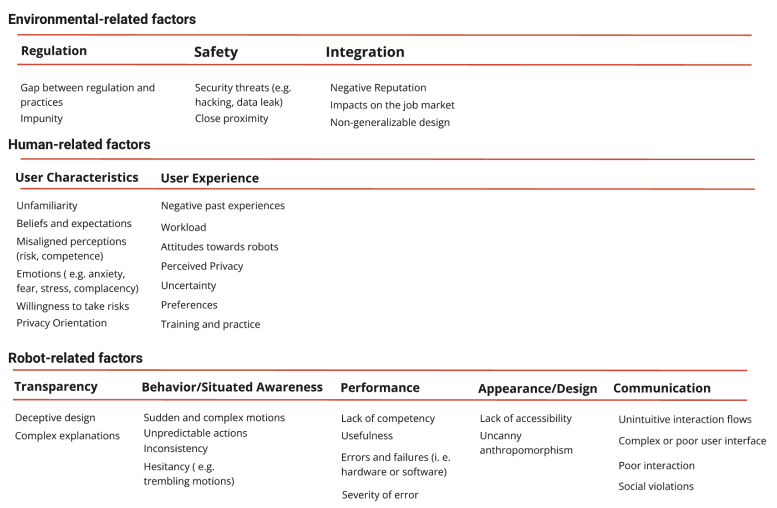 Environmental-related factors
Regulation Safety Integration
Gap between regulation and
practices
Impunity
Security threats (e.g.
hacking, data leak)
Close proximity
Negative Reputation
Impacts on the job market
Non-generalizable design
Human-related factors
User Characteristics User Experience
Unfamiliarity
Beliefs and expectations
Misaligned perceptions
(risk, competence)
Emotions ( e.g. anxiety,
fear, stress, complacency)
Willingness to take risks
Privacy Orientation
Negative past experiences
Workload
Attitudes towards robots
Perceived Privacy
Uncertainty
Preferences
Training and practice
Robot-related factors
Transparency Behavior/Situated Awareness Performance Appearance/Design Communication
Deceptive design
Complex explanations
Sudden and complex motions
Unpredictable actions
Inconsistency
Hesitancy ( e.g.
trembling motions)
Lack of competency
Usefulness
Errors and failures (i. e.
hardware or software)
Severity of error
Lack of accessibility
Uncanny
anthropomorphism
Unintuitive interaction flows
Complex or poor user interface
Poor interaction
Social violations